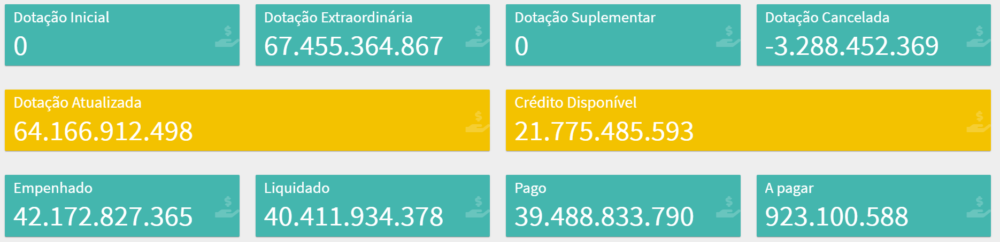 Dotação Inicial
0
Dotação Extraordinária
67.455.364.867
Dotação Suplementar
0
Dotação Cancelada
-3.288.452.369
Dotação Atualizada
64.166.912.498
Crédito Disponível
21.775.485.593
Empenhado
42.172.827.365
Liquidado
40.411.934.378
Pago
39.488.833.790
A pagar
923.100.588